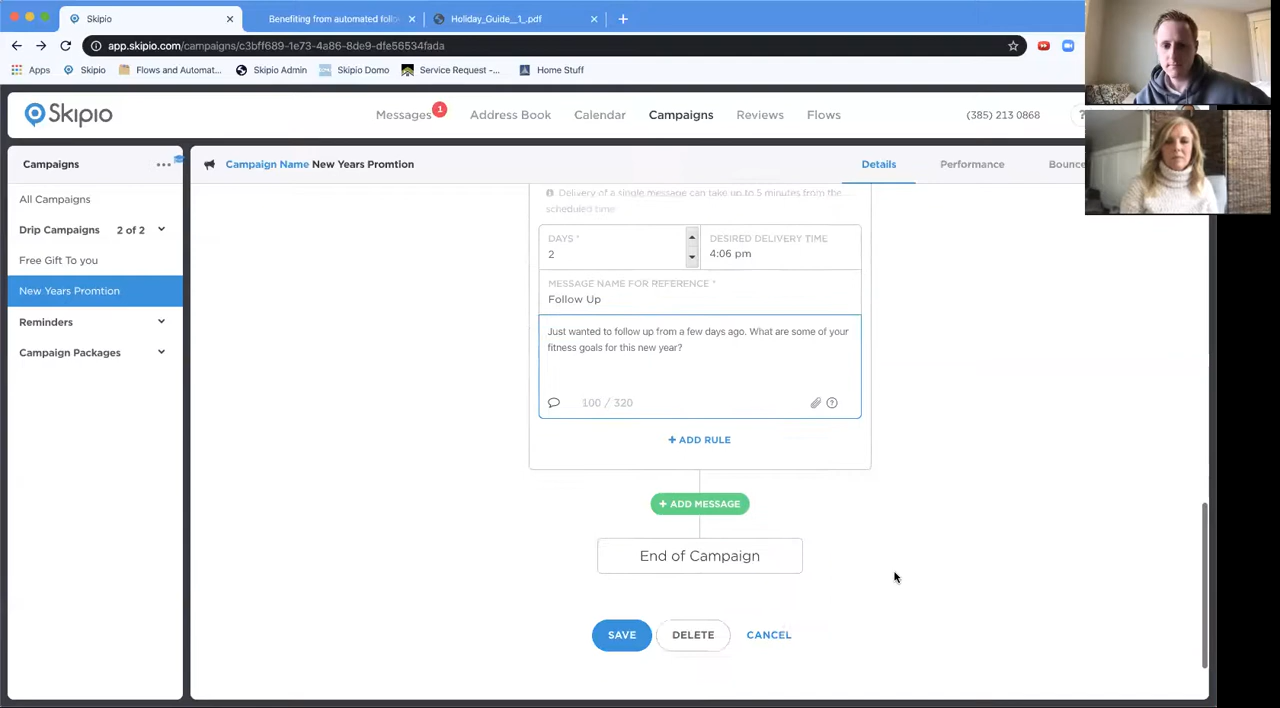 Skipio
Benefiting from automated follo
Holiday_Guide__1_.pdf
app.skipio.com/campaigns/c3bff689-1e73-4a86-8de9-dfe56534fada
Apps
Skipio
Flows and Automat...
Skipio Admin
Skipio Domo
Service Request -...
Home Stuff
Skipio
Messages
1
Address Book
Calendar
Campaigns
Reviews
Flows
(385) 213 0868
?
Campaigns
Campaign Name New Years Promtion
Details
Performance
Bounce
All Campaigns
Drip Campaigns 2 of 2
Free Gift To you
New Years Promtion
Reminders
Campaign Packages
Delivery of a single message can take up to 5 minutes from the
scheduled time
DAYS *
2
DESIRED DELIVERY TIME
4:06 pm
MESSAGE NAME FOR REFERENCE *
Follow Up
Just wanted to follow up from a few days ago. What are some of your
fitness goals for this new year?
100 / 320
+ ADD RULE
+ ADD MESSAGE
End of Campaign
SAVE
DELETE
CANCEL